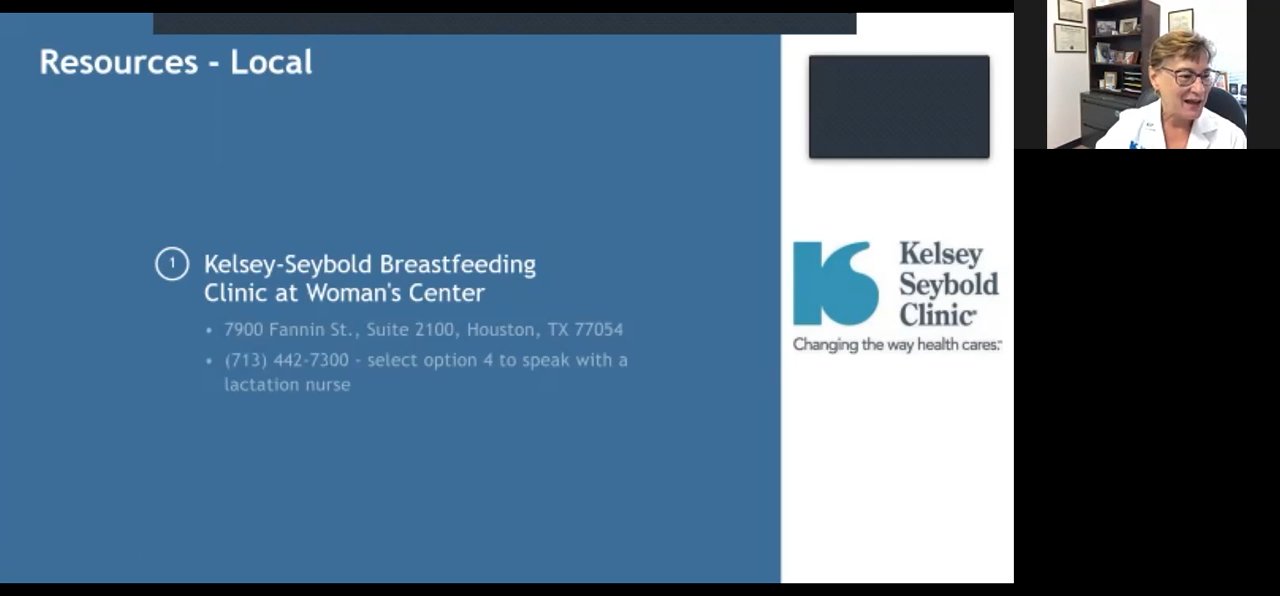 Resources - Local
1
Kelsey-Seybold Breastfeeding
Clinic at Woman's Center
• 7900 Fannin St., Suite 2100, Houston, TX 77054
• (713) 442-7300 - select option 4 to speak with a
lactation nurse
Kelsey
Seybold
Clinic
Changing the way health cares.℠